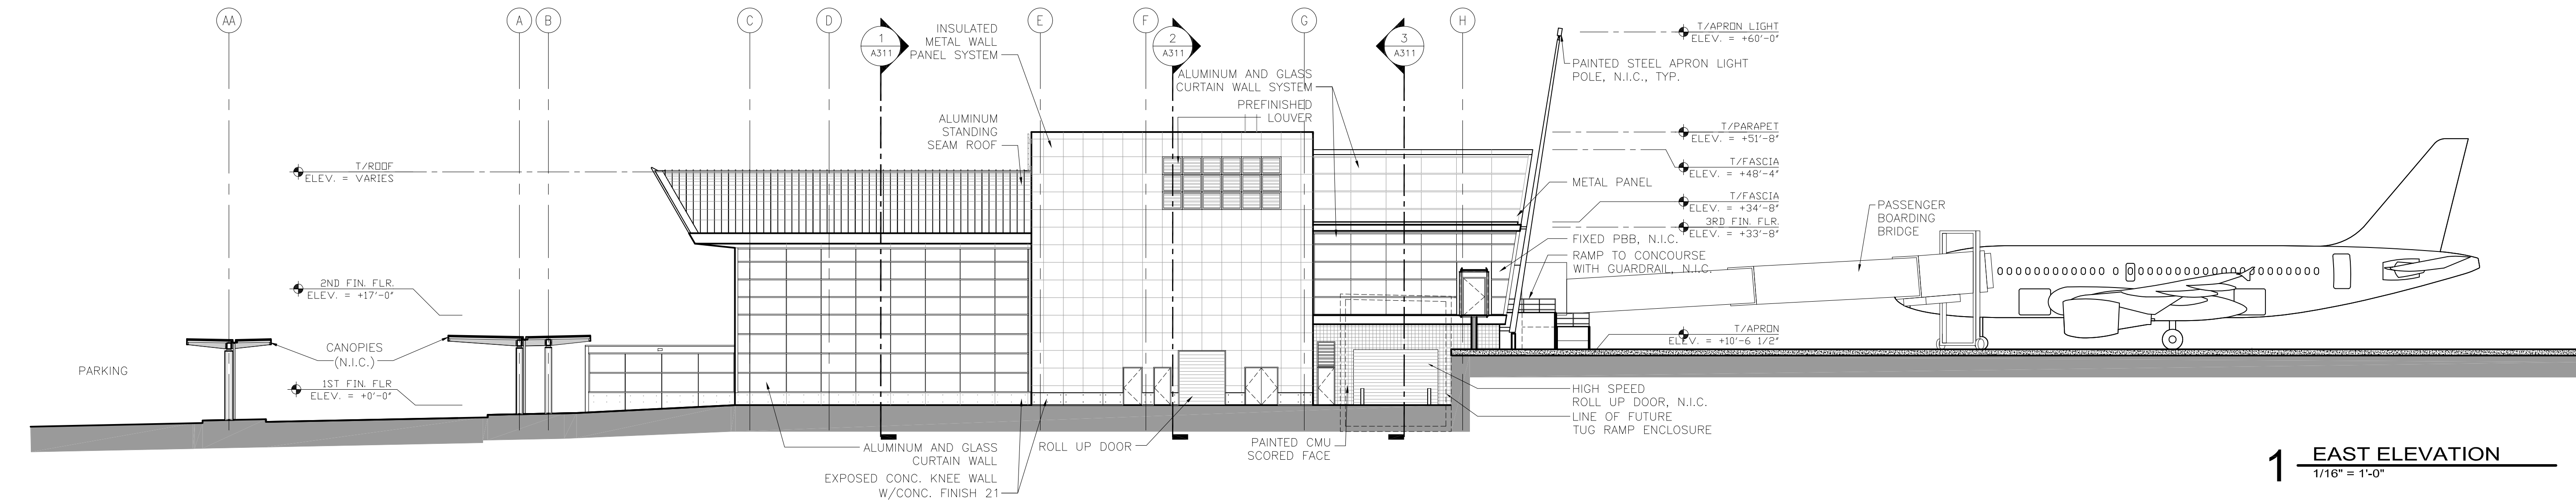 AA
A
B
C
D
1
A311
E
F
2
A311
G
3
A311
H
INSULATED
METAL WALL
PANEL SYSTEM
ALUMINUM
STANDING
SEAM ROOF
ALUMINUM AND GLASS
CURTAIN WALL SYSTEM
PREFINISHED
LOUVER
T/APRON LIGHT
ELEV. = +60'-0"
PAINTED STEEL APRON LIGHT
POLE, N.I.C., TYP.
T/PARAPET
ELEV. = +51'-8"
T/FASCIA
ELEV. = +48'-4"
METAL PANEL
T/FASCIA
ELEV. = +34'-8"
3RD FIN. FLR.
ELEV. = +33'-8"
FIXED PBB, N.I.C.
RAMP TO CONCOURSE
WITH GUARDRAIL, N.I.C.
PASSENGER
BOARDING
BRIDGE
T/APRON
ELEV. = +10'-6 1/2"
T/ROOF
ELEV. = VARIES
2ND FIN. FLR.
ELEV. = +17'-0"
CANOPIES
(N.I.C.)
PARKING
1ST FIN. FLR
ELEV. = +0'-0"
HIGH SPEED
ROLL UP DOOR, N.I.C.
LINE OF FUTURE
TUG RAMP ENCLOSURE
ALUMINUM AND GLASS
CURTAIN WALL
EXPOSED CONC. KNEE WALL
W/CONC. FINISH 21
ROLL UP DOOR
PAINTED CMU
SCORED FACE
1 EAST ELEVATION
1/16" = 1'-0"